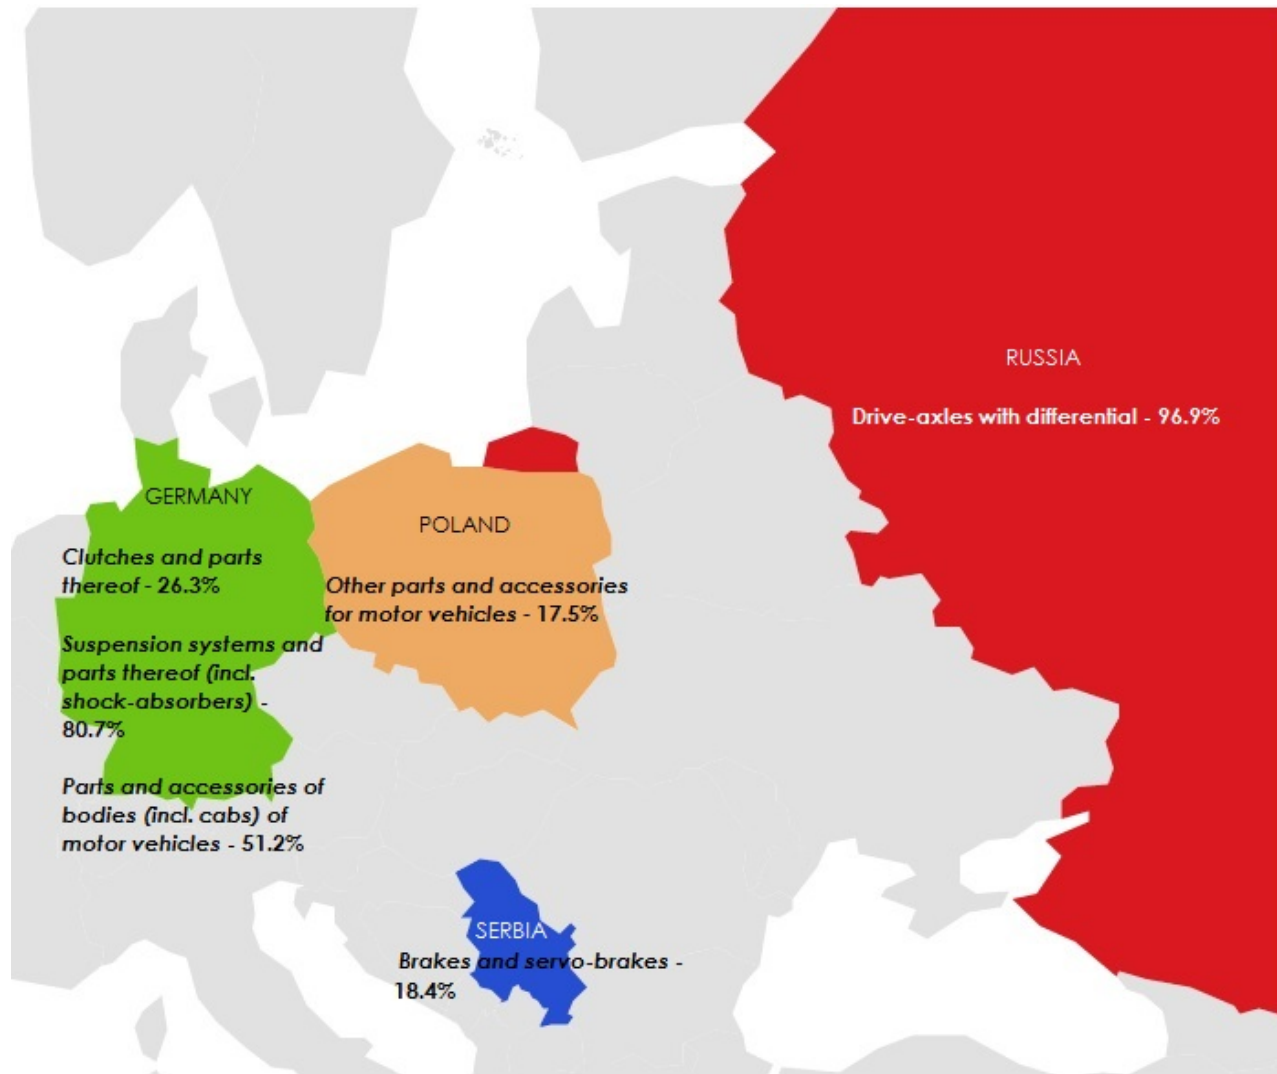 RUSSIA
Drive-axles with differential - 96.9%
GERMANY
Clutches and parts
thereof - 26.3%
Suspension systems and
parts thereof (incl.
shock-absorbers) -
80.7%
Parts and accessories of
bodies (incl. cabs) of
motor vehicles - 51.2%
POLAND
Other parts and accessories
for motor vehicles - 17.5%
SERBIA
Brakes and servo-brakes -
18.4%